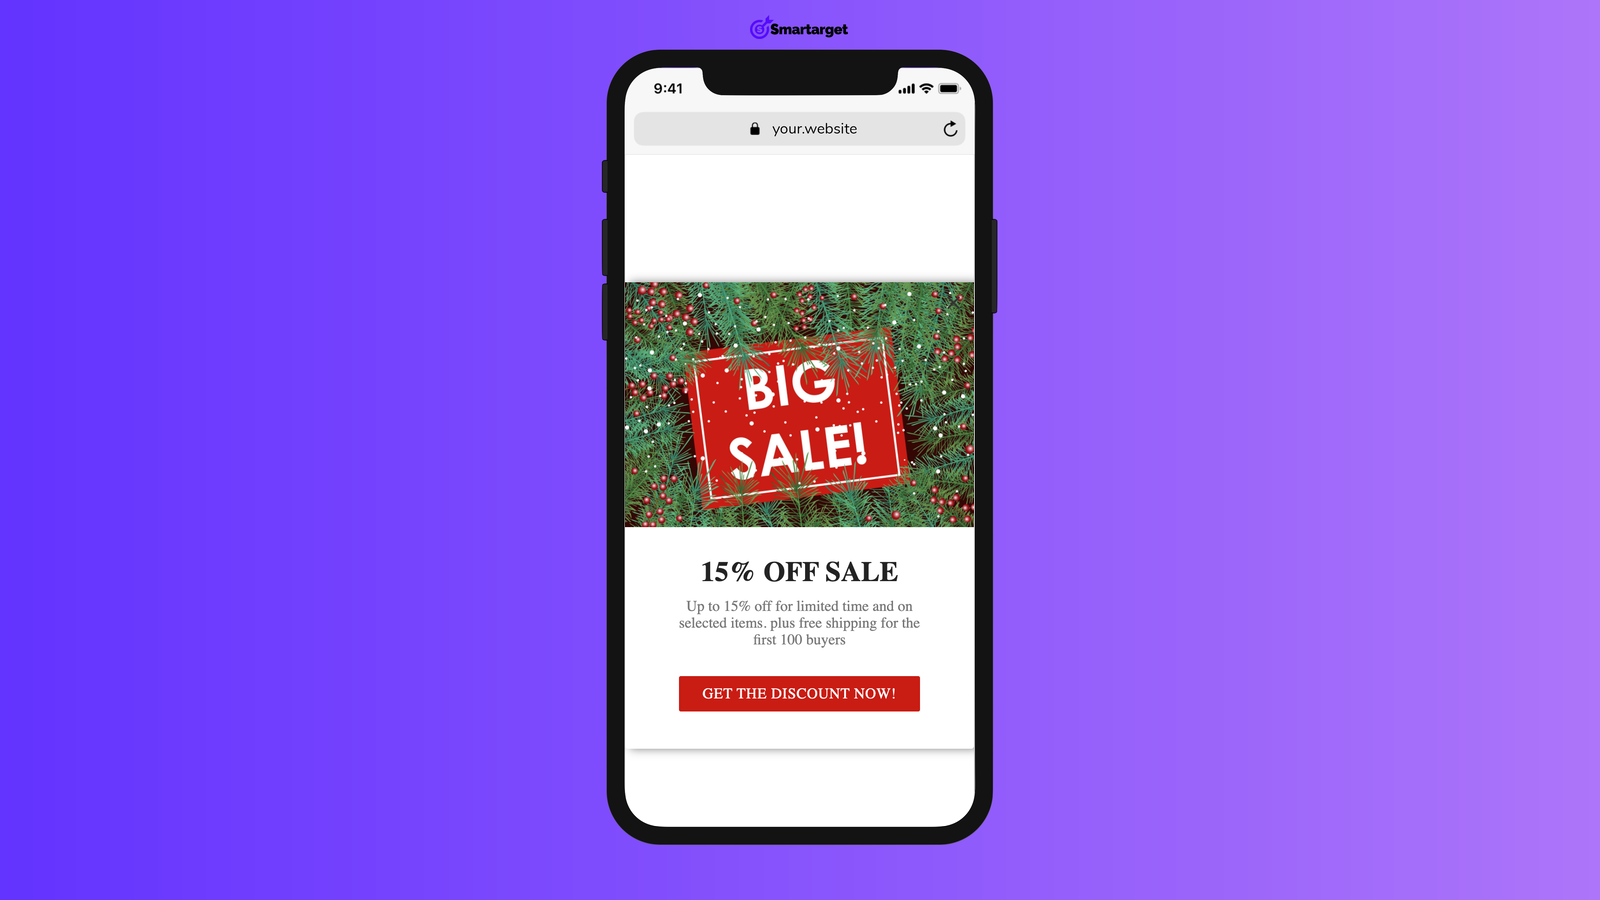 Smartarget
9:41
your.website
BIG
SALE!
15% OFF SALE
Up to 15% off for limited time and on
selected items. plus free shipping for the
first 100 buyers
GET THE DISCOUNT NOW!